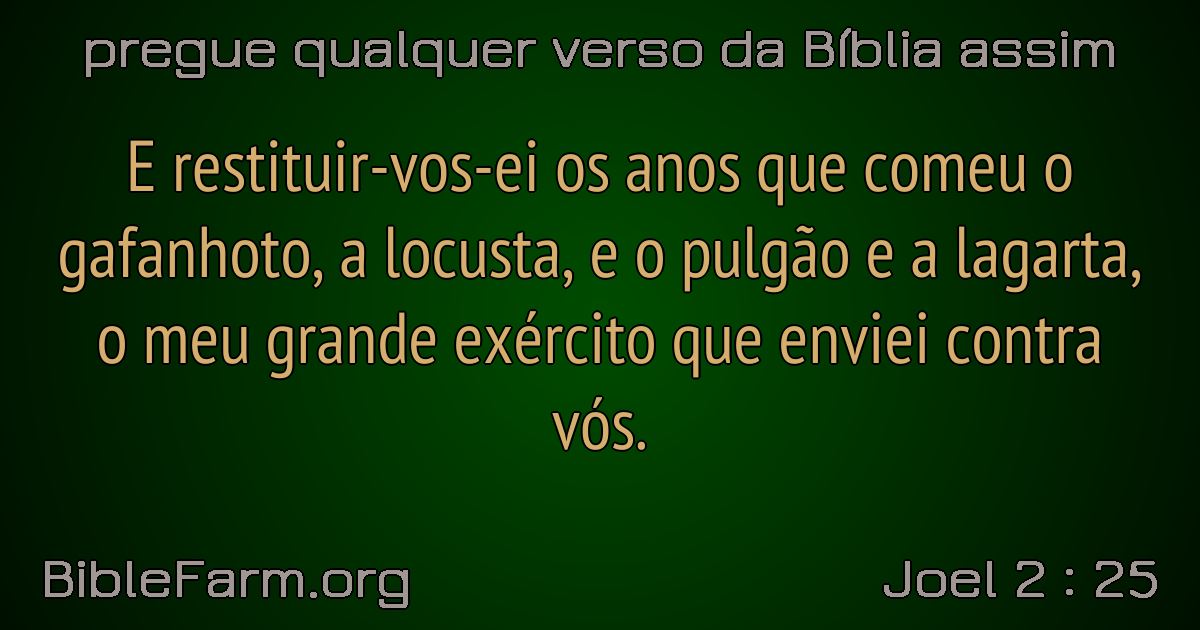 pregue qualquer verso da Bíblia assim
E restituir-vos-ei os anos que comeu o
gafanhoto, a locusta, e o pulgão e a lagarta,
o meu grande exército que enviei contra
vós.
BibleFarm.org
Joel 2 : 25